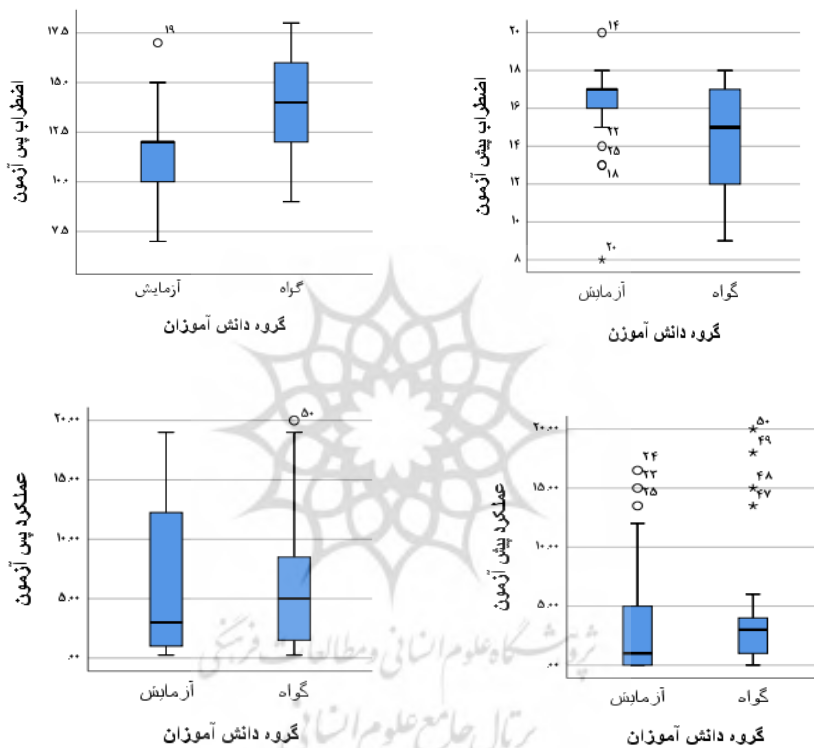 اضطراب پس آزمون
۱۷.۵
۱۵.۰
۱۲.۵
۱۰.۰
۷.۵
۱۹
آزمایش
گواه
گروه دانش آموزان
اضطراب پیش آزمون
۲۰
۱۸
۱۶
۱۴
۱۲
۱۰
۸
۱۴
۲۲
۲۵
۱۸
۲۰
آزمایش
گواه
گروه دانش آموزن
عملکرد پس آزمون
۲۰.۰۰
۱۵.۰۰
۱۰.۰۰
۵.۰۰
.۰۰
۵۰
آزمایش
گواه
گروه دانش آموزان
عملکرد پیش آزمون
۲۰.۰۰
۱۵.۰۰
۱۰.۰۰
۵.۰۰
.۰۰
۲۴
۲۳
۲۵
۵۰
۴۹
۴۸
۴۷
آزمایش
گواه
گروه دانش آموزان
پژوهشگاه علوم انسانی و مطالعات فرهنگی
پرتال جامع علوم انسانی